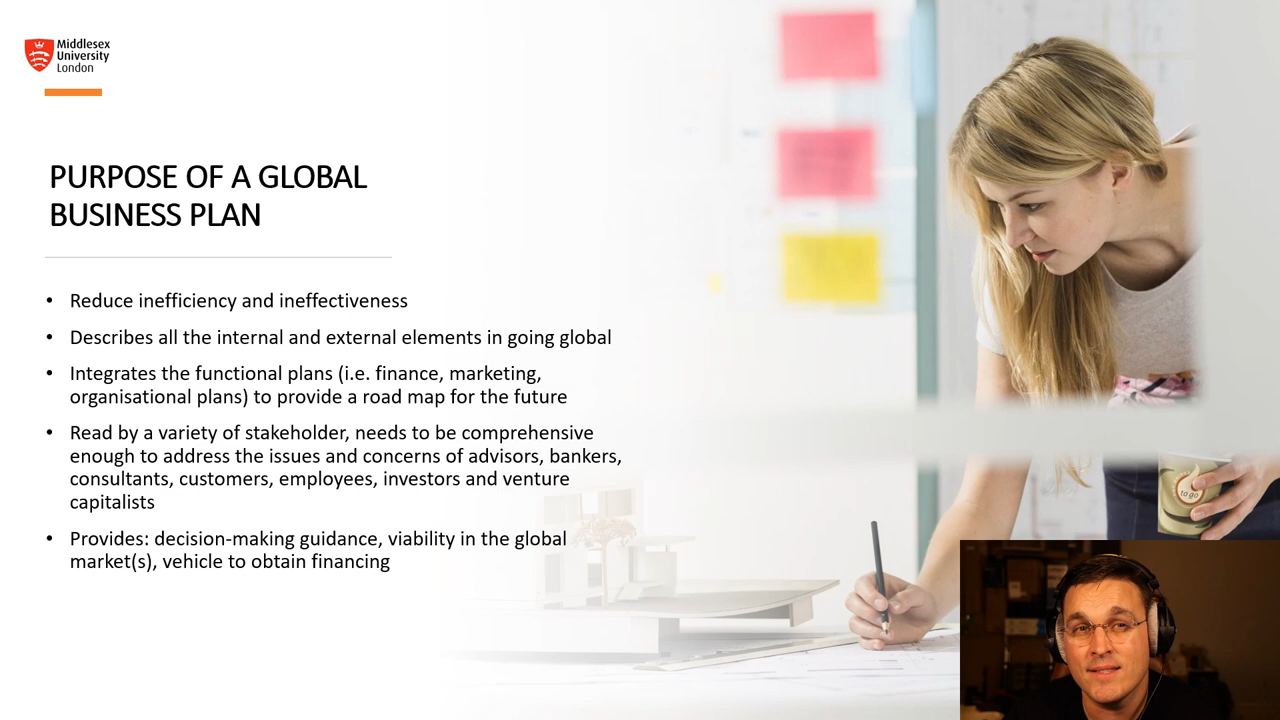 Middlesex
University
London
PURPOSE OF A GLOBAL
BUSINESS PLAN
• Reduce inefficiency and ineffectiveness
• Describes all the internal and external elements in going global
• Integrates the functional plans (i.e. finance, marketing,
organisational plans) to provide a road map for the future
• Read by a variety of stakeholder, needs to be comprehensive
enough to address the issues and concerns of advisors, bankers,
consultants, customers, employees, investors and venture
capitalists
• Provides: decision-making guidance, viability in the global
market(s), vehicle to obtain financing
to go